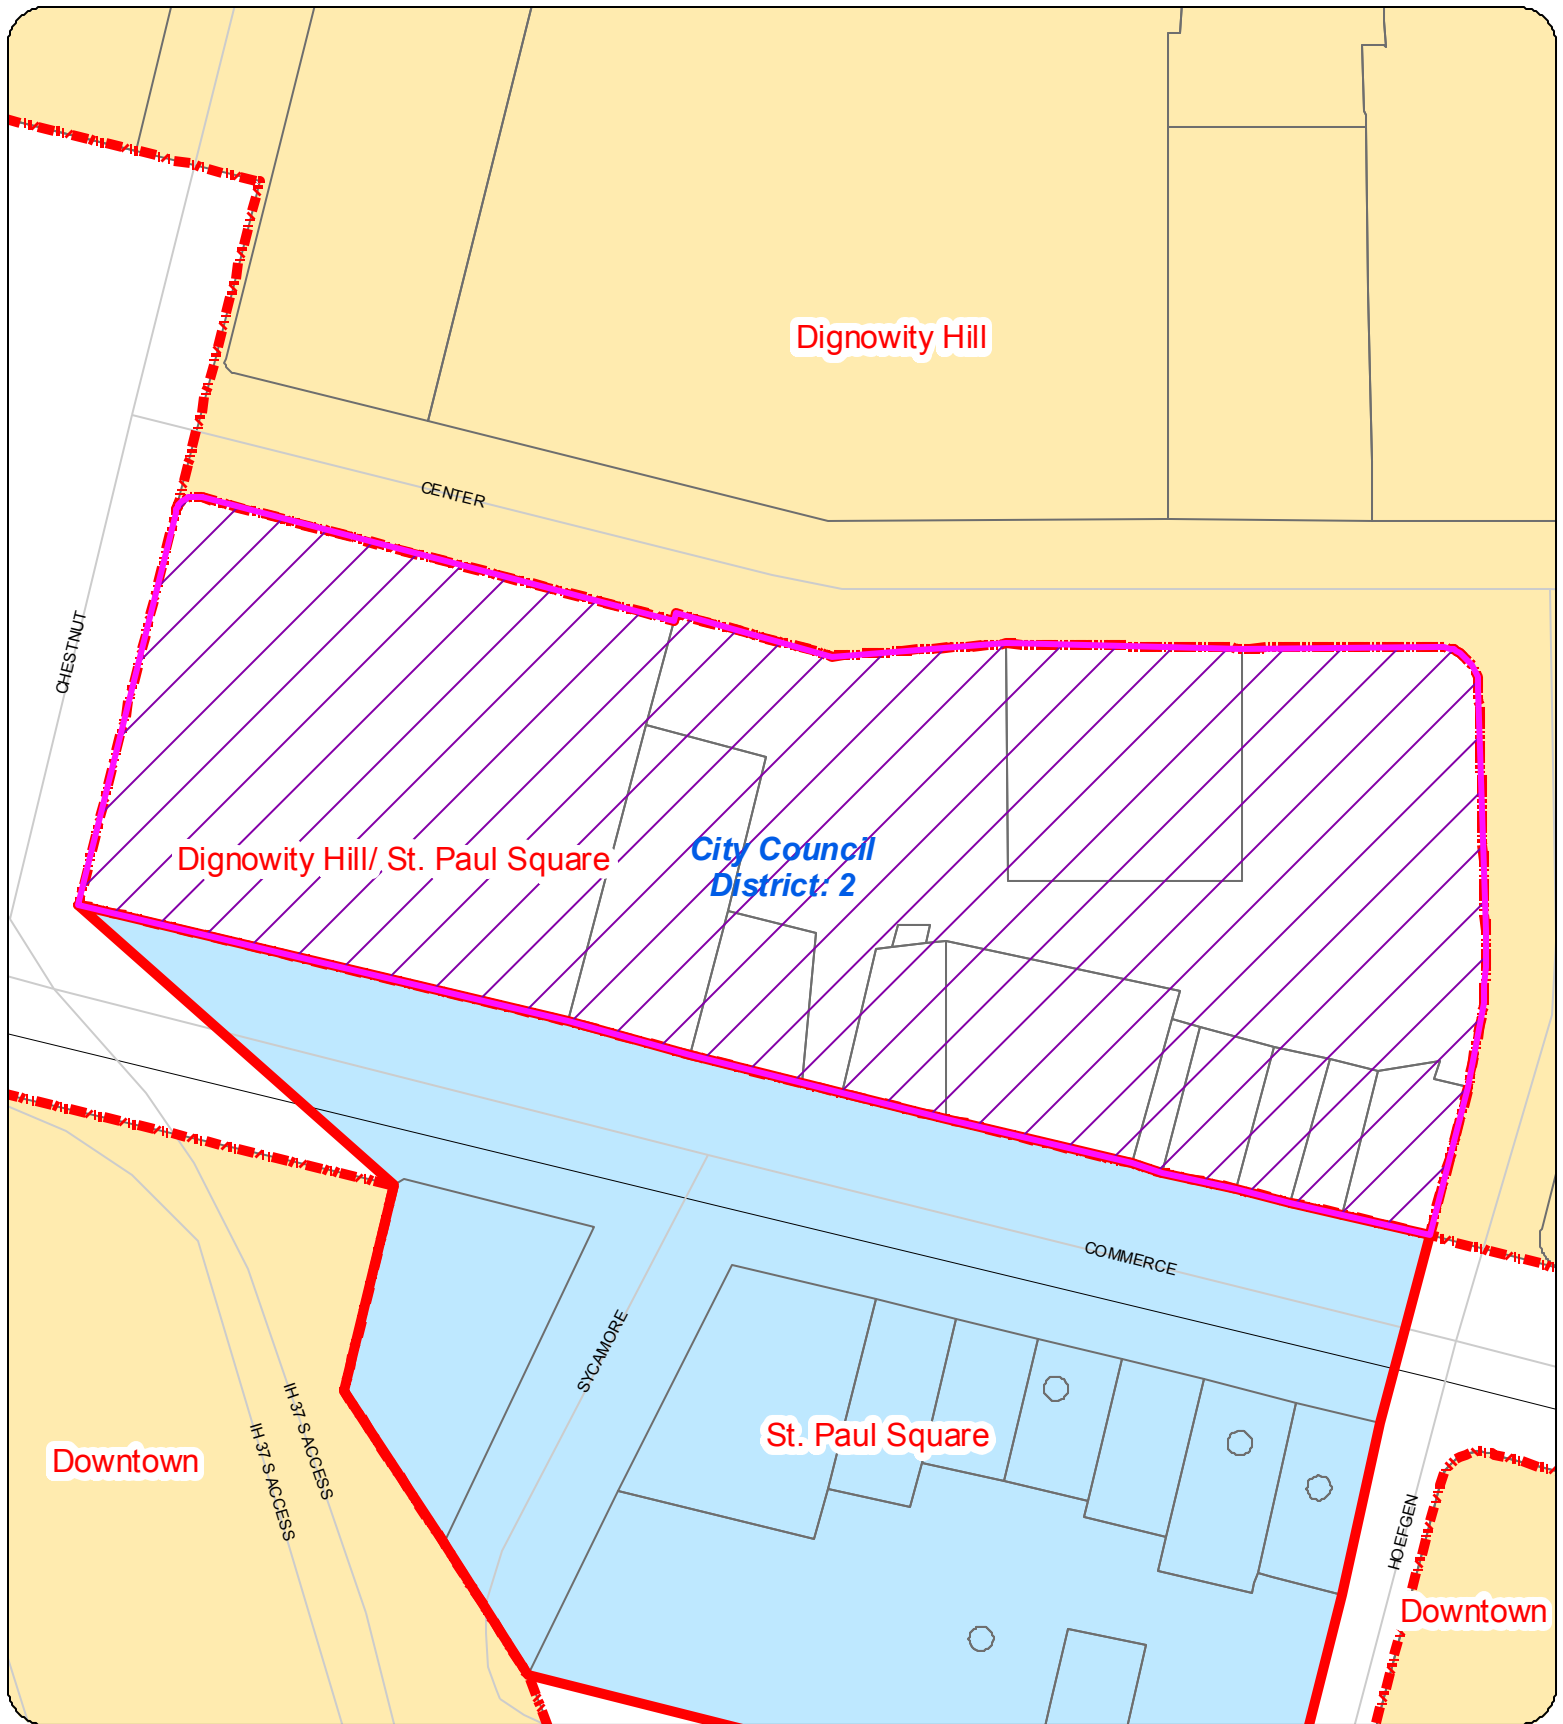 Dignowity Hill
CENTER
CHESTNUT
Dignowity Hill/ St. Paul Square
City Council
District: 2
COMMERCE
SYCAMORE
IH 37 S ACCESS
IH 37 S ACCESS
St. Paul Square
Downtown
HOEFGEN
Downtown